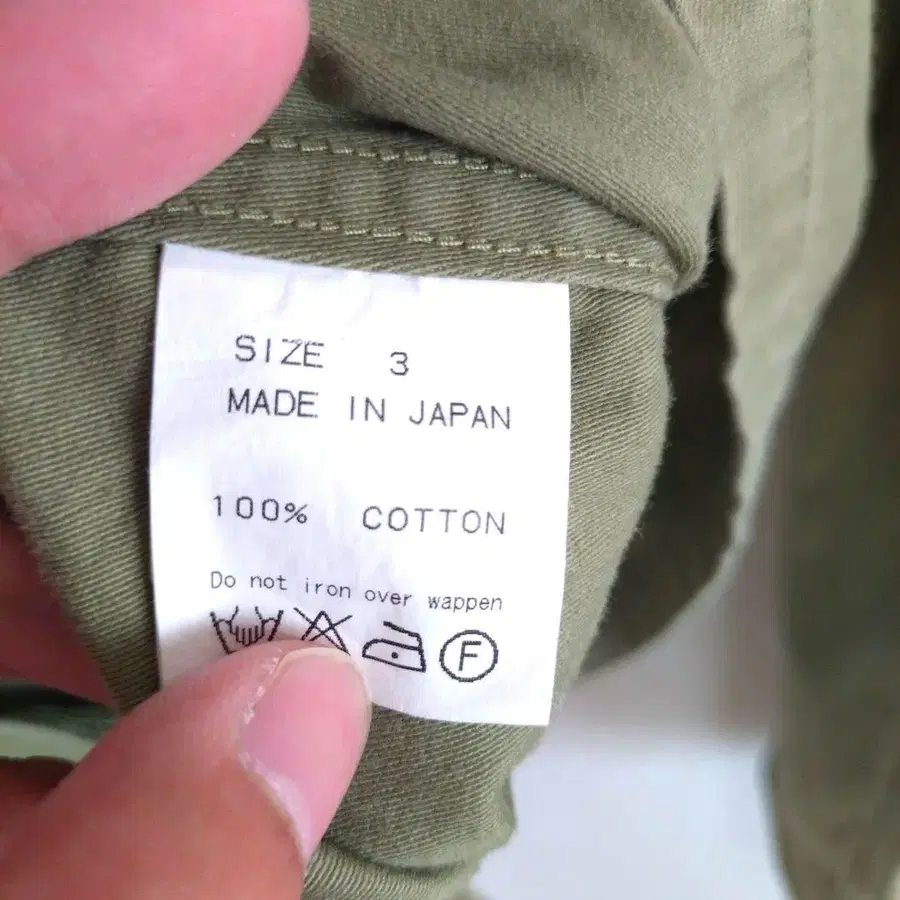 SIZE 3
MADE IN JAPAN
100% COTTON
Do not iron over wappen
F